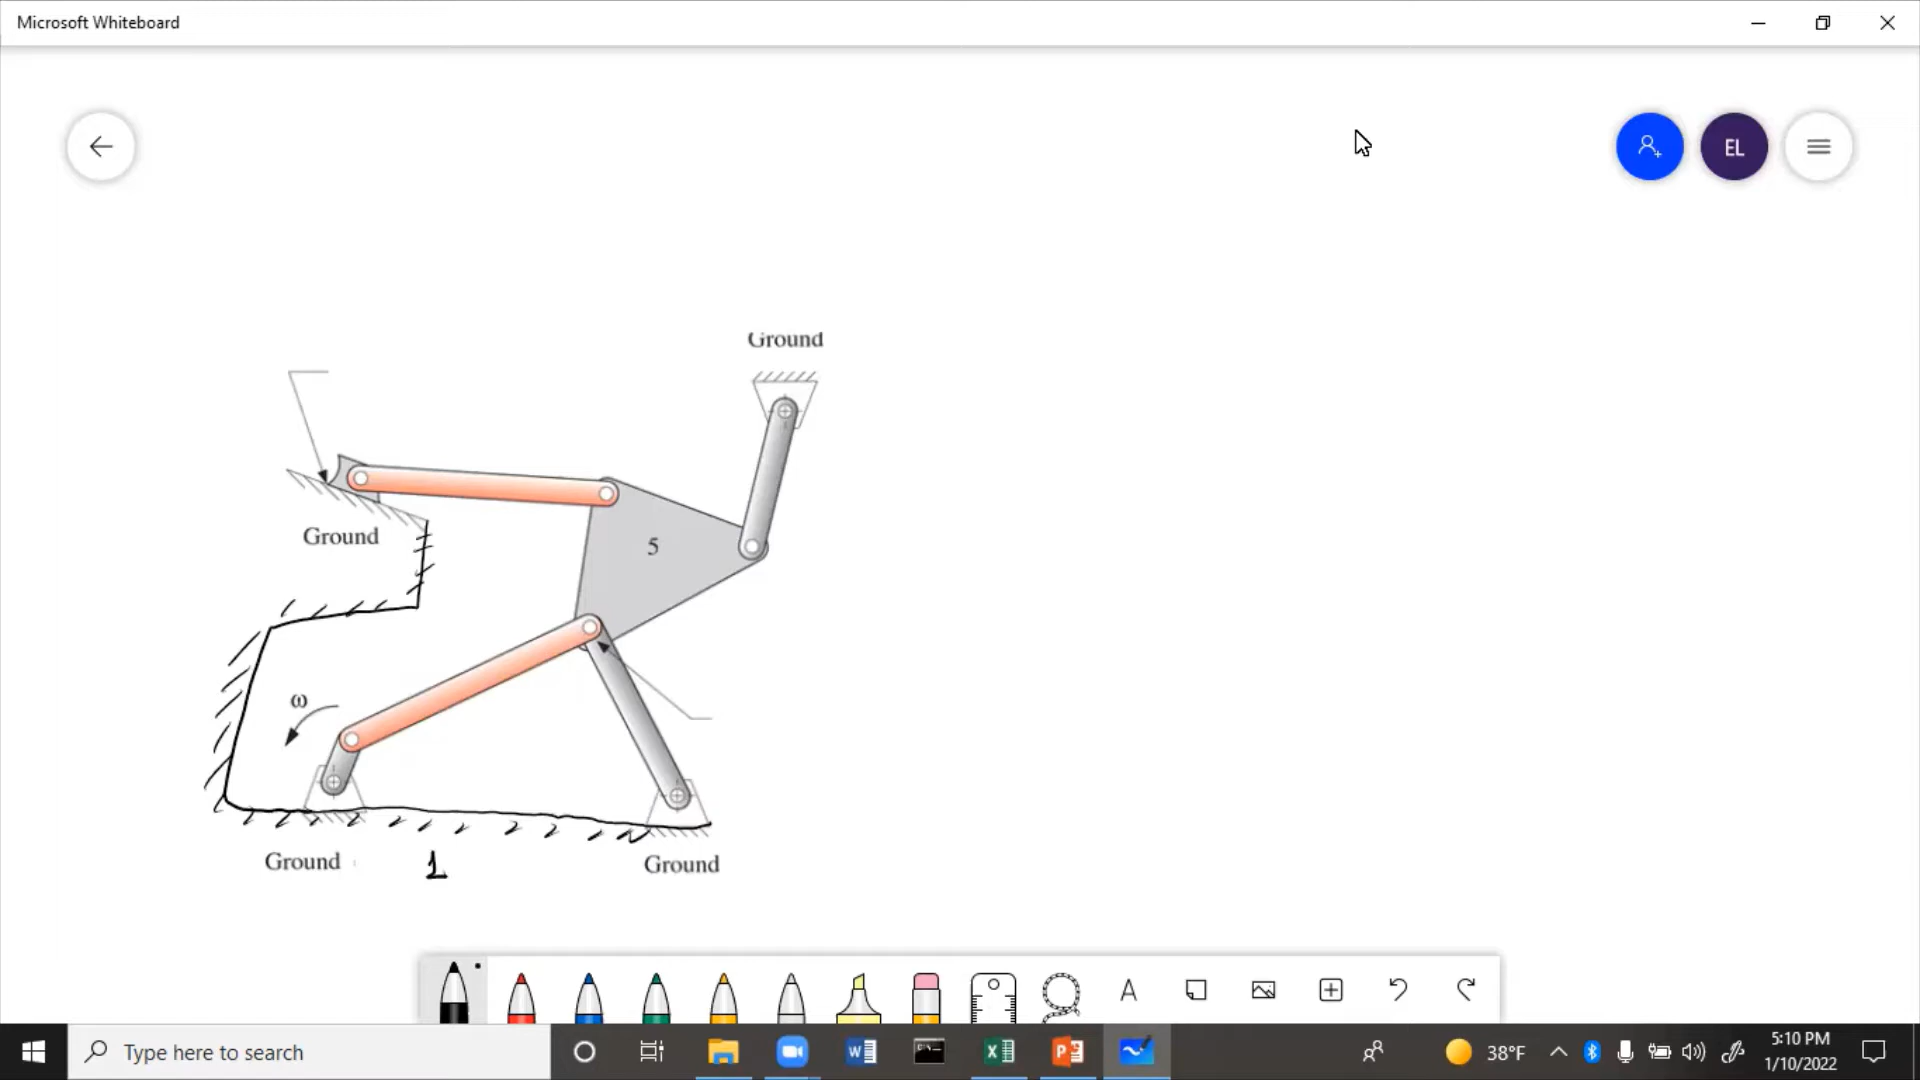 Microsoft Whiteboard
EL
Ground
Ground
5
ω
Ground
1
Ground
A
Type here to search
38°F
5:10 PM
1/10/2022